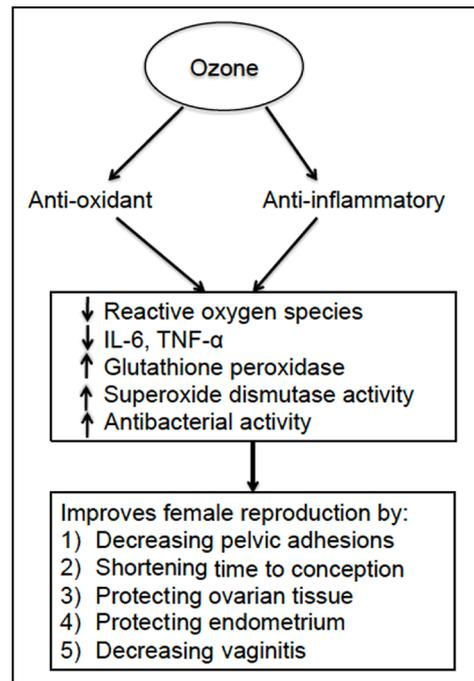 Ozone
Anti-oxidant
Anti-inflammatory
↓ Reactive oxygen species
↓ IL-6, TNF-α
↑ Glutathione peroxidase
↑ Superoxide dismutase activity
↑ Antibacterial activity
Improves female reproduction by:
1) Decreasing pelvic adhesions
2) Shortening time to conception
3) Protecting ovarian tissue
4) Protecting endometrium
5) Decreasing vaginitis